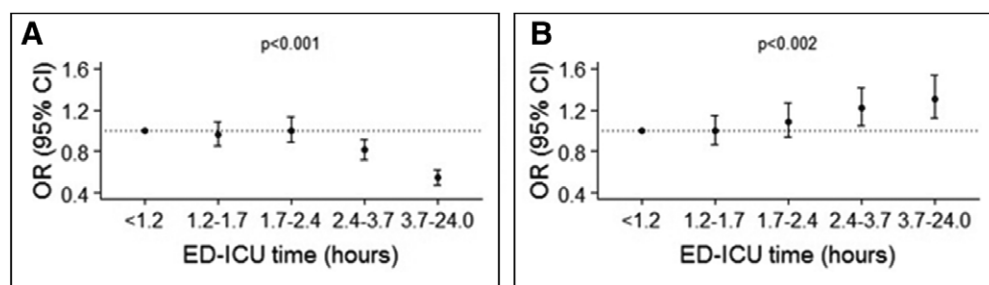 A
p<0.001
OR (95% CI)
1.6
1.2
0.8
0.4
<1.2 1.2-1.7 1.7-2.4 2.4-3.7 3.7-24.0
ED-ICU time (hours)
B
p<0.002
OR (95% CI)
1.6
1.2
0.8
0.4
<1.2 1.2-1.7 1.7-2.4 2.4-3.7 3.7-24.0
ED-ICU time (hours)